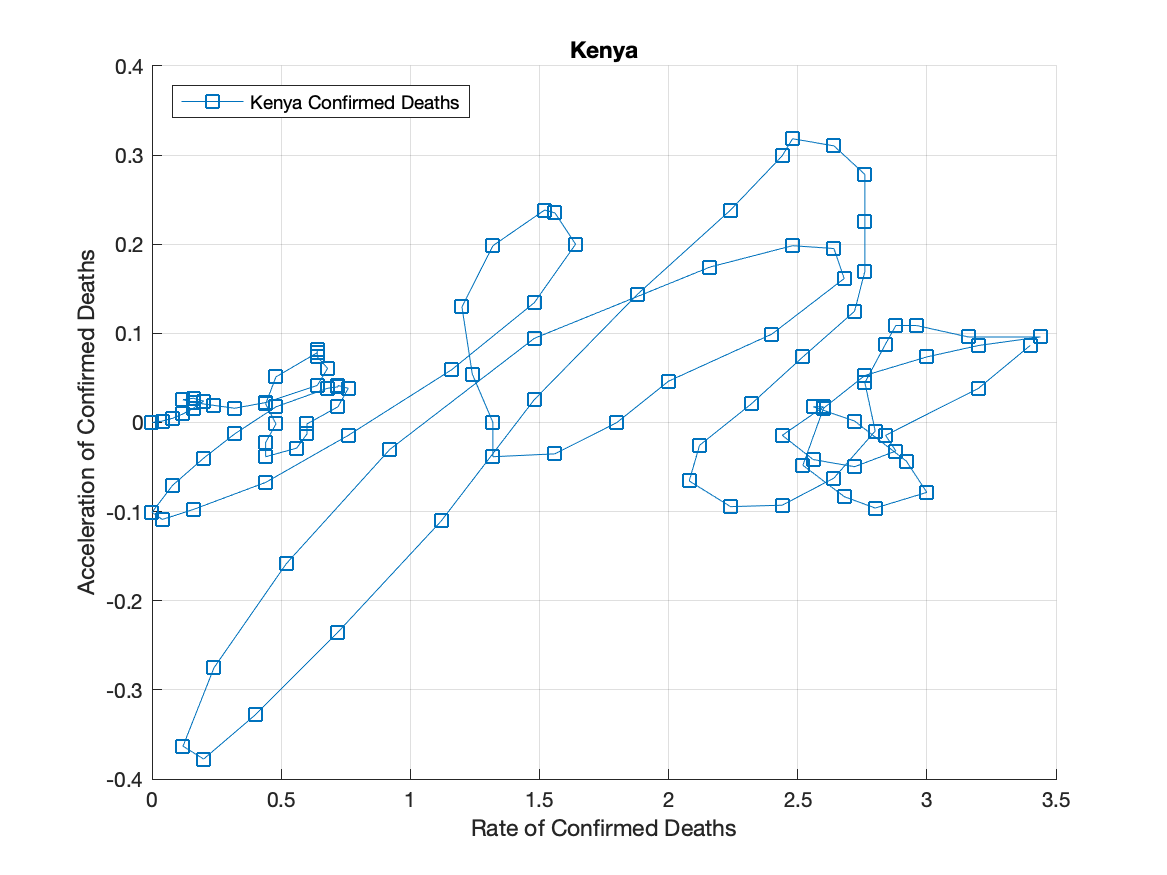 Kenya
0.4
Kenya Confirmed Deaths
0.3
0.2
0.1
0
-0.1
-0.2
-0.3
-0.4
Acceleration of Confirmed Deaths
0 0.5 1 1.5 2 2.5 3 3.5
Rate of Confirmed Deaths